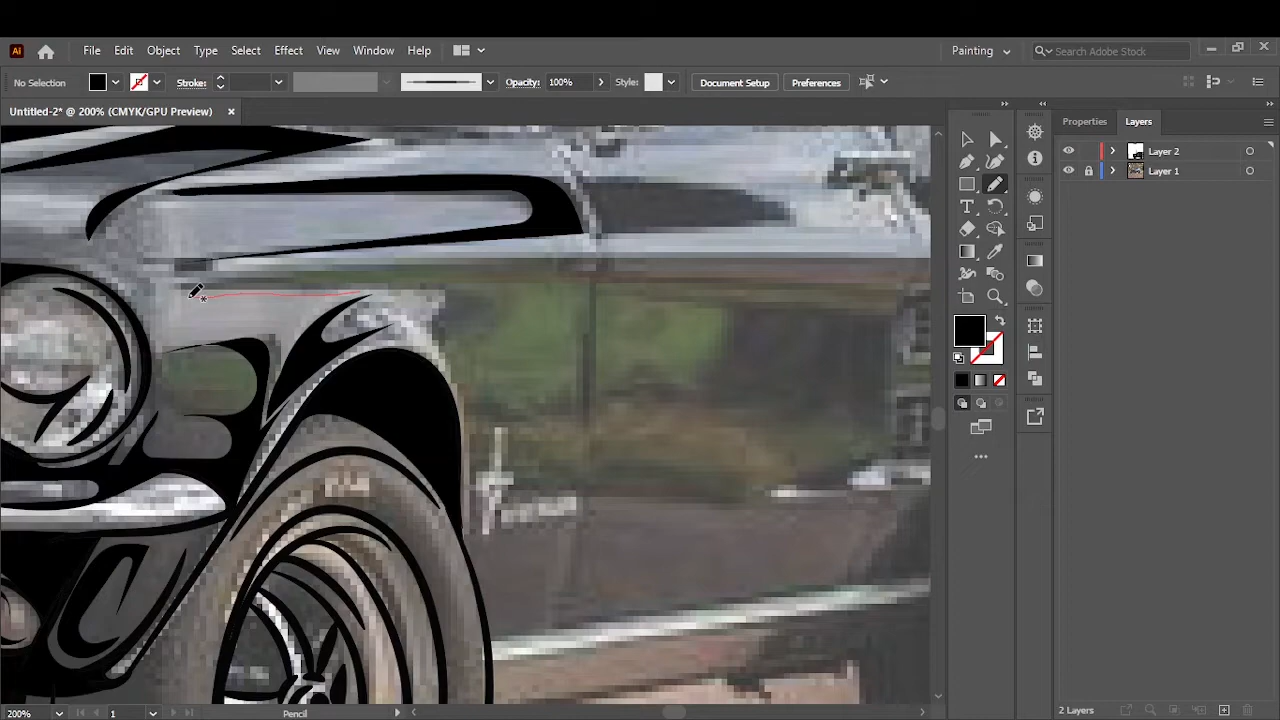 Ai File Edit Object Type Select Effect View Window Help Painting Search Adobe Stock
No Selection Stroke: Opacity: 100% Style: Document Setup Preferences
Untitled-2* @ 200% (CMYK/GPU Preview) Properties Layers
Layer 2
Layer 1
2 Layers
200% 1 Pencil